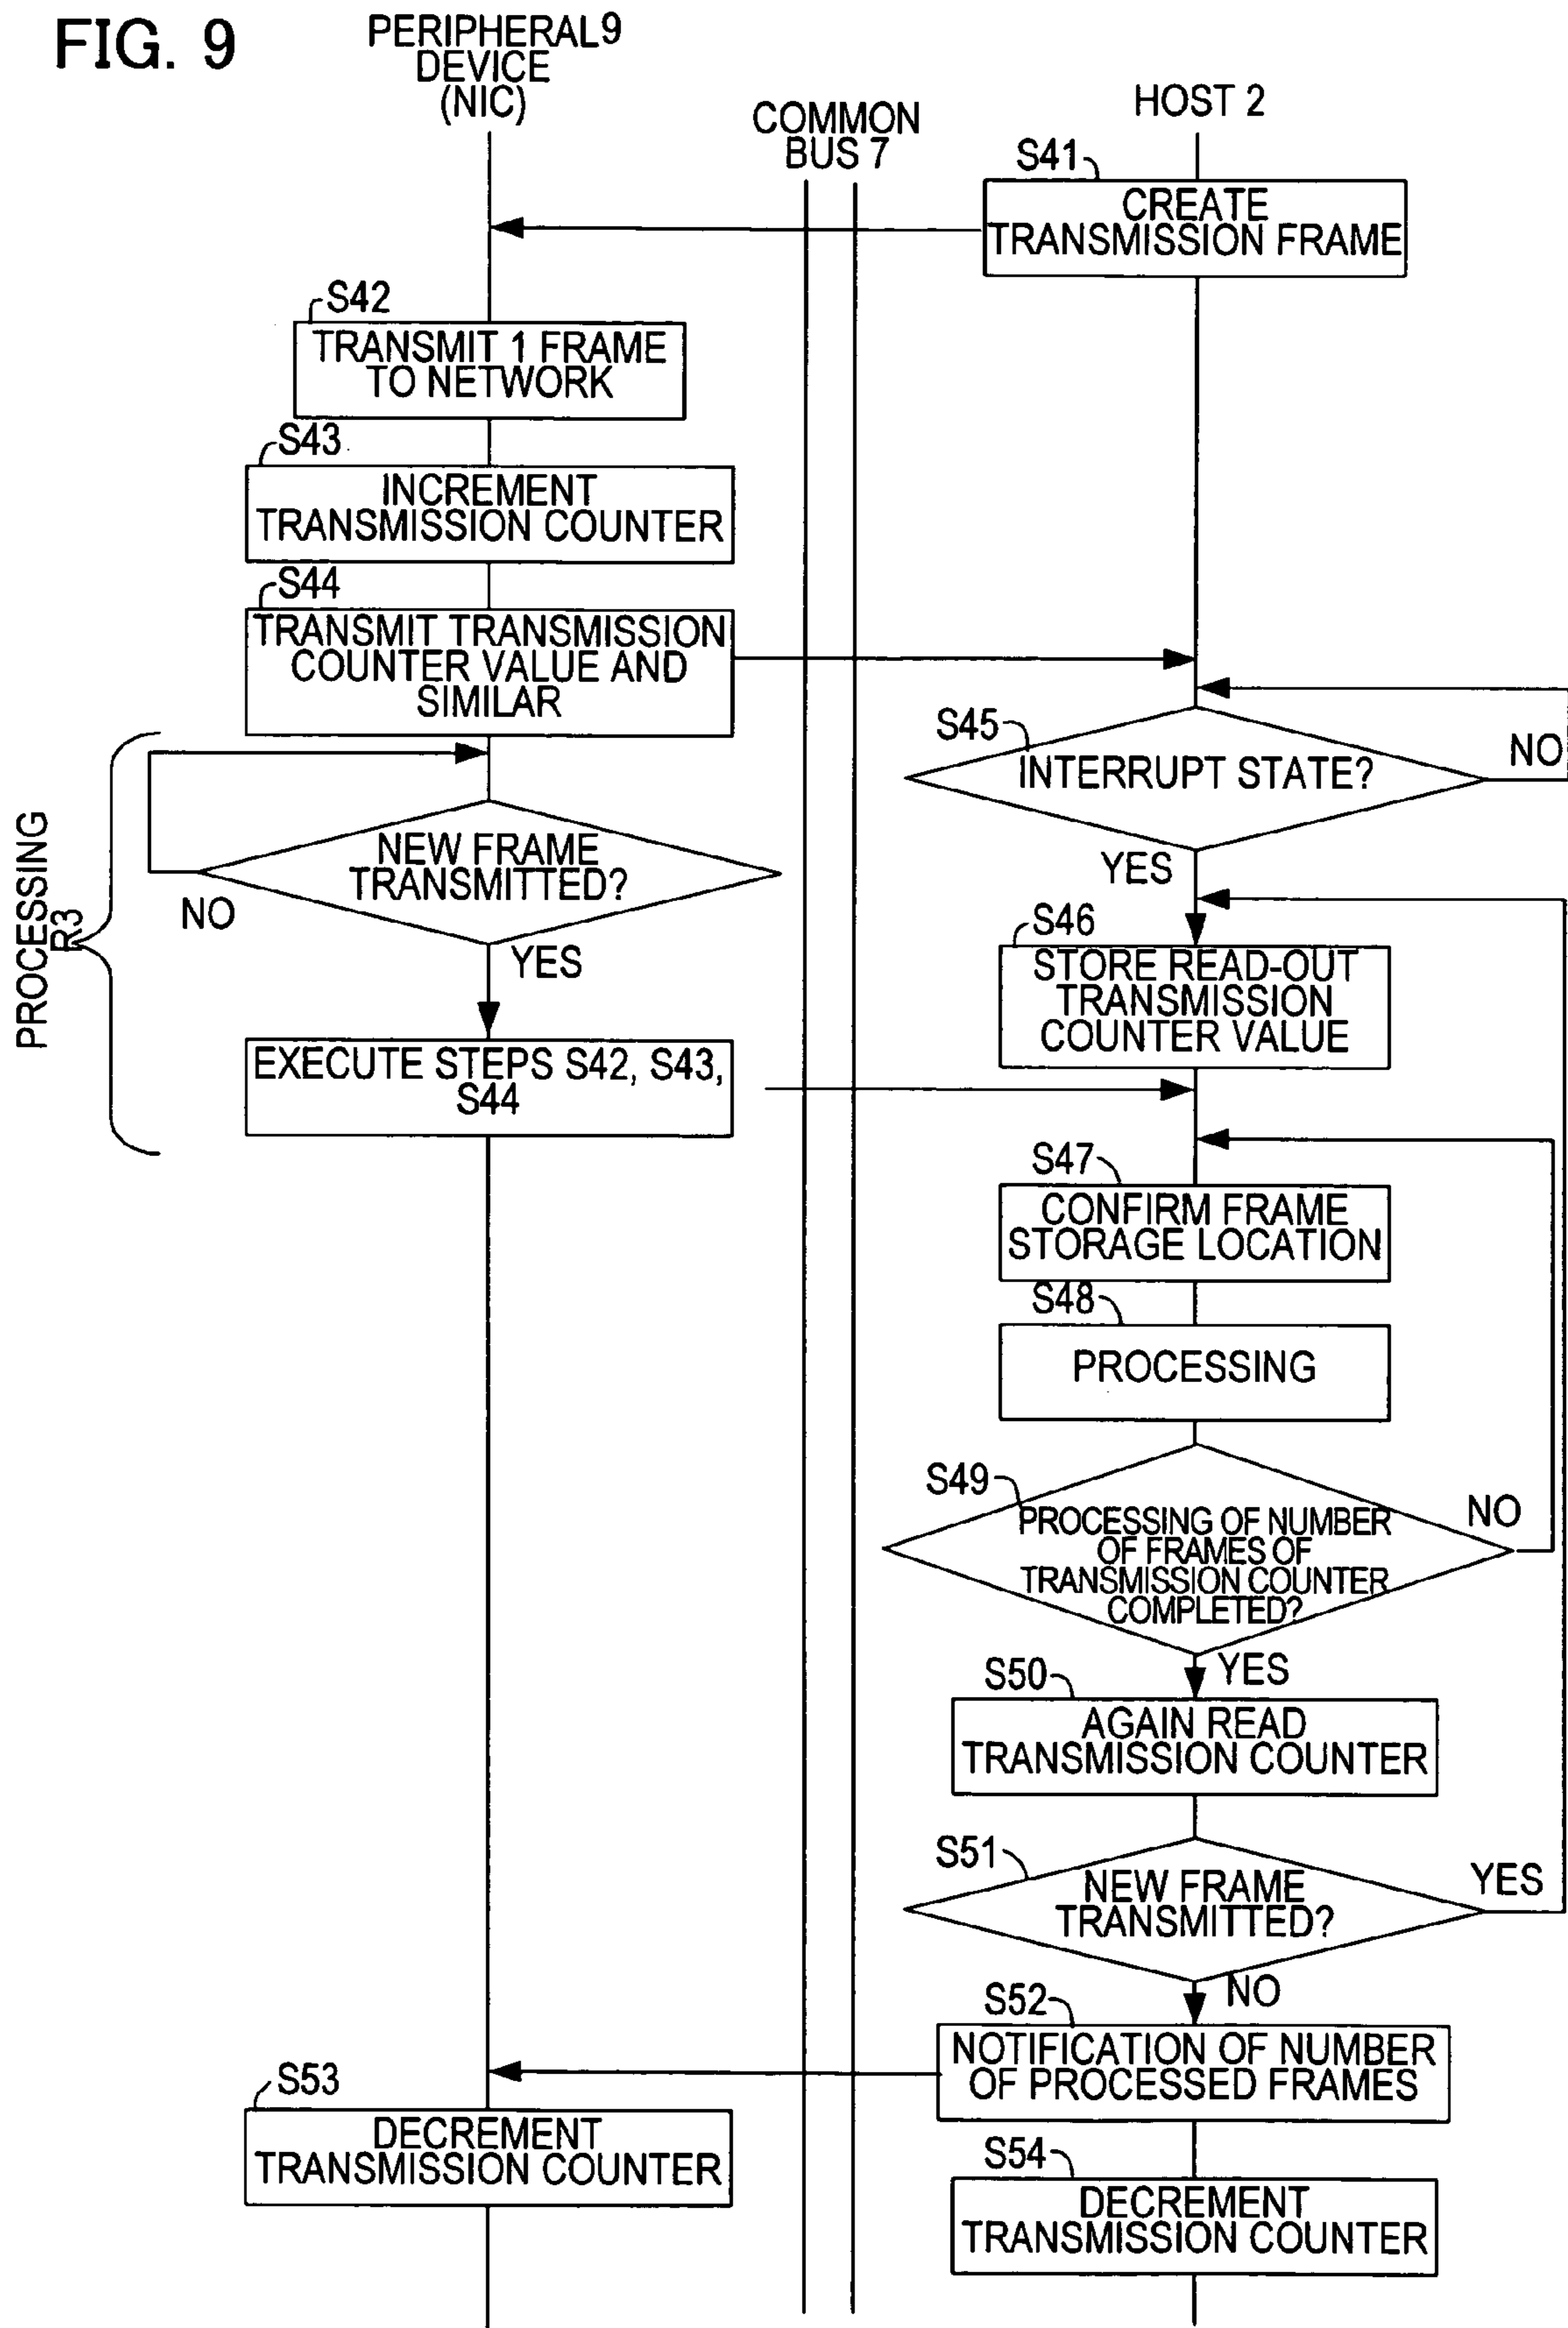 FIG. 9
PERIPHERAL 9
DEVICE
(NIC)
COMMON
BUS 7
HOST 2
S41
CREATE
TRANSMISSION FRAME
S42
TRANSMIT 1 FRAME
TO NETWORK
S43
INCREMENT
TRANSMISSION COUNTER
S44
TRANSMIT TRANSMISSION
COUNTER VALUE AND
SIMILAR
S45
INTERRUPT STATE?
NO
YES
PROCESSING
R3
NEW FRAME
TRANSMITTED?
NO
YES
S46
STORE READ-OUT
TRANSMISSION
COUNTER VALUE
EXECUTE STEPS S42, S43,
S44
S47
CONFIRM FRAME
STORAGE LOCATION
S48
PROCESSING
S49
PROCESSING OF NUMBER
OF FRAMES OF
TRANSMISSION COUNTER
COMPLETED?
NO
YES
S50
AGAIN READ
TRANSMISSION COUNTER
S51
NEW FRAME
TRANSMITTED?
YES
NO
S52
NOTIFICATION OF NUMBER
OF PROCESSED FRAMES
S53
DECREMENT
TRANSMISSION COUNTER
S54
DECREMENT
TRANSMISSION COUNTER